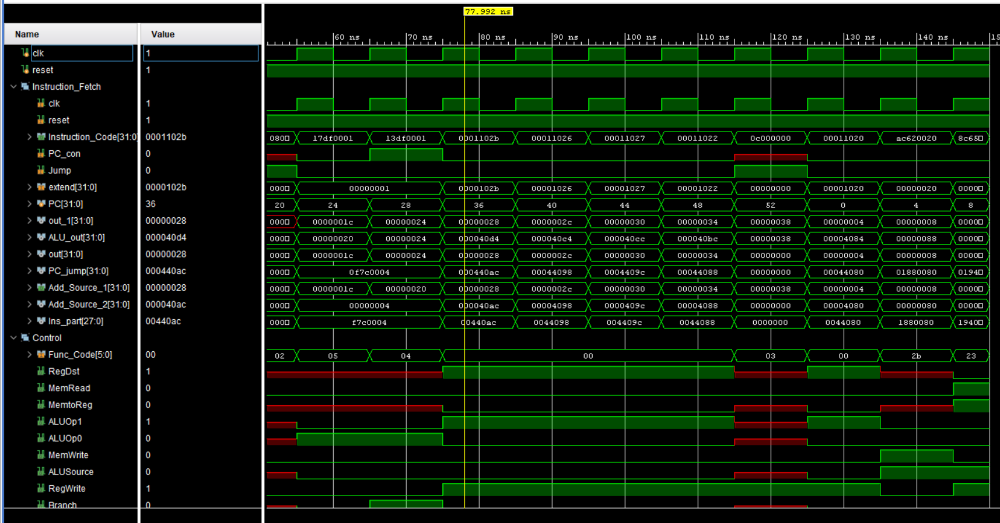 77.992 ns
Name Value 60 ns 70 ns 80 ns 90 ns 100 ns 110 ns 120 ns 130 ns 140 ns 15
clk 1
reset 1
Instruction_Fetch
clk 1
reset 1
Instruction_Code[31:0 0001102b 080□ 17df0001 13df0001 0001102b 00011026 00011027 00011022 0c000000 00011020 ac620020 8c65□
PC_con 0
Jump 0
extend[31:0] 0000102b 000□ 00000001 0000102b 00001026 00001027 00001022 00000000 00001020 00000020 0000□
PC[31:0] 36 20 24 28 36 40 44 48 52 0 4 8
out_1[31:0] 00000028 000□ 0000001c 00000024 00000028 0000002c 00000030 00000034 00000038 00000004 00000008 0000□
ALU_out[31:0] 000040d4 000□ 00000020 00000024 000040d4 000040c4 000040cc 000040bc 00000038 00004084 00000088 0000□
out[31:0] 00000028 000□ 0000001c 00000024 00000028 0000002c 00000030 00000034 00000000 00000004 00000008 0000□
PC_jump[31:0] 000440ac 000□ 0f7c0004 000440ac 00044098 0004409c 00044088 00000000 00044080 01880080 0194□
Add_Source_1[31:0] 00000028 000□ 0000001c 00000020 00000028 0000002c 00000030 00000034 00000038 00000004 00000008 0000□
Add_Source_2[31:0] 000040ac 000□ 00000004 000040ac 00004098 0000409c 00004088 00000000 00004080 00000080 0000□
Ins_part[27:0] 00440ac 000□ f7c0004 00440ac 0044098 004409c 0044088 0000000 0044080 1880080 1940□
Control
Func_Code[5:0] 00 02 05 04 00 03 00 2b 23
RegDst 1
MemRead 0
MemtoReg 0
ALUOp1 1
ALUOp0 0
MemWrite 0
ALUSource 0
RegWrite 1
Branch 0